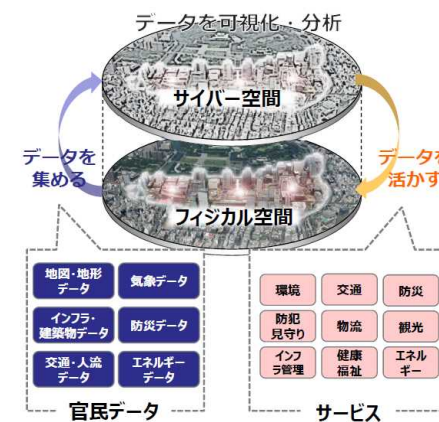 データを可視化・分析
サイバー空間
データを
集める
データを
活かす
フィジカル空間
地図・地形
データ
気象データ
インフラ・
建築物データ
防災データ
交通・人流
データ
エネルギー
データ
官民データ
環境
交通
防災
防犯
見守り
物流
観光
インフ
ラ管理
健康
福祉
エネル
ギー
サービス